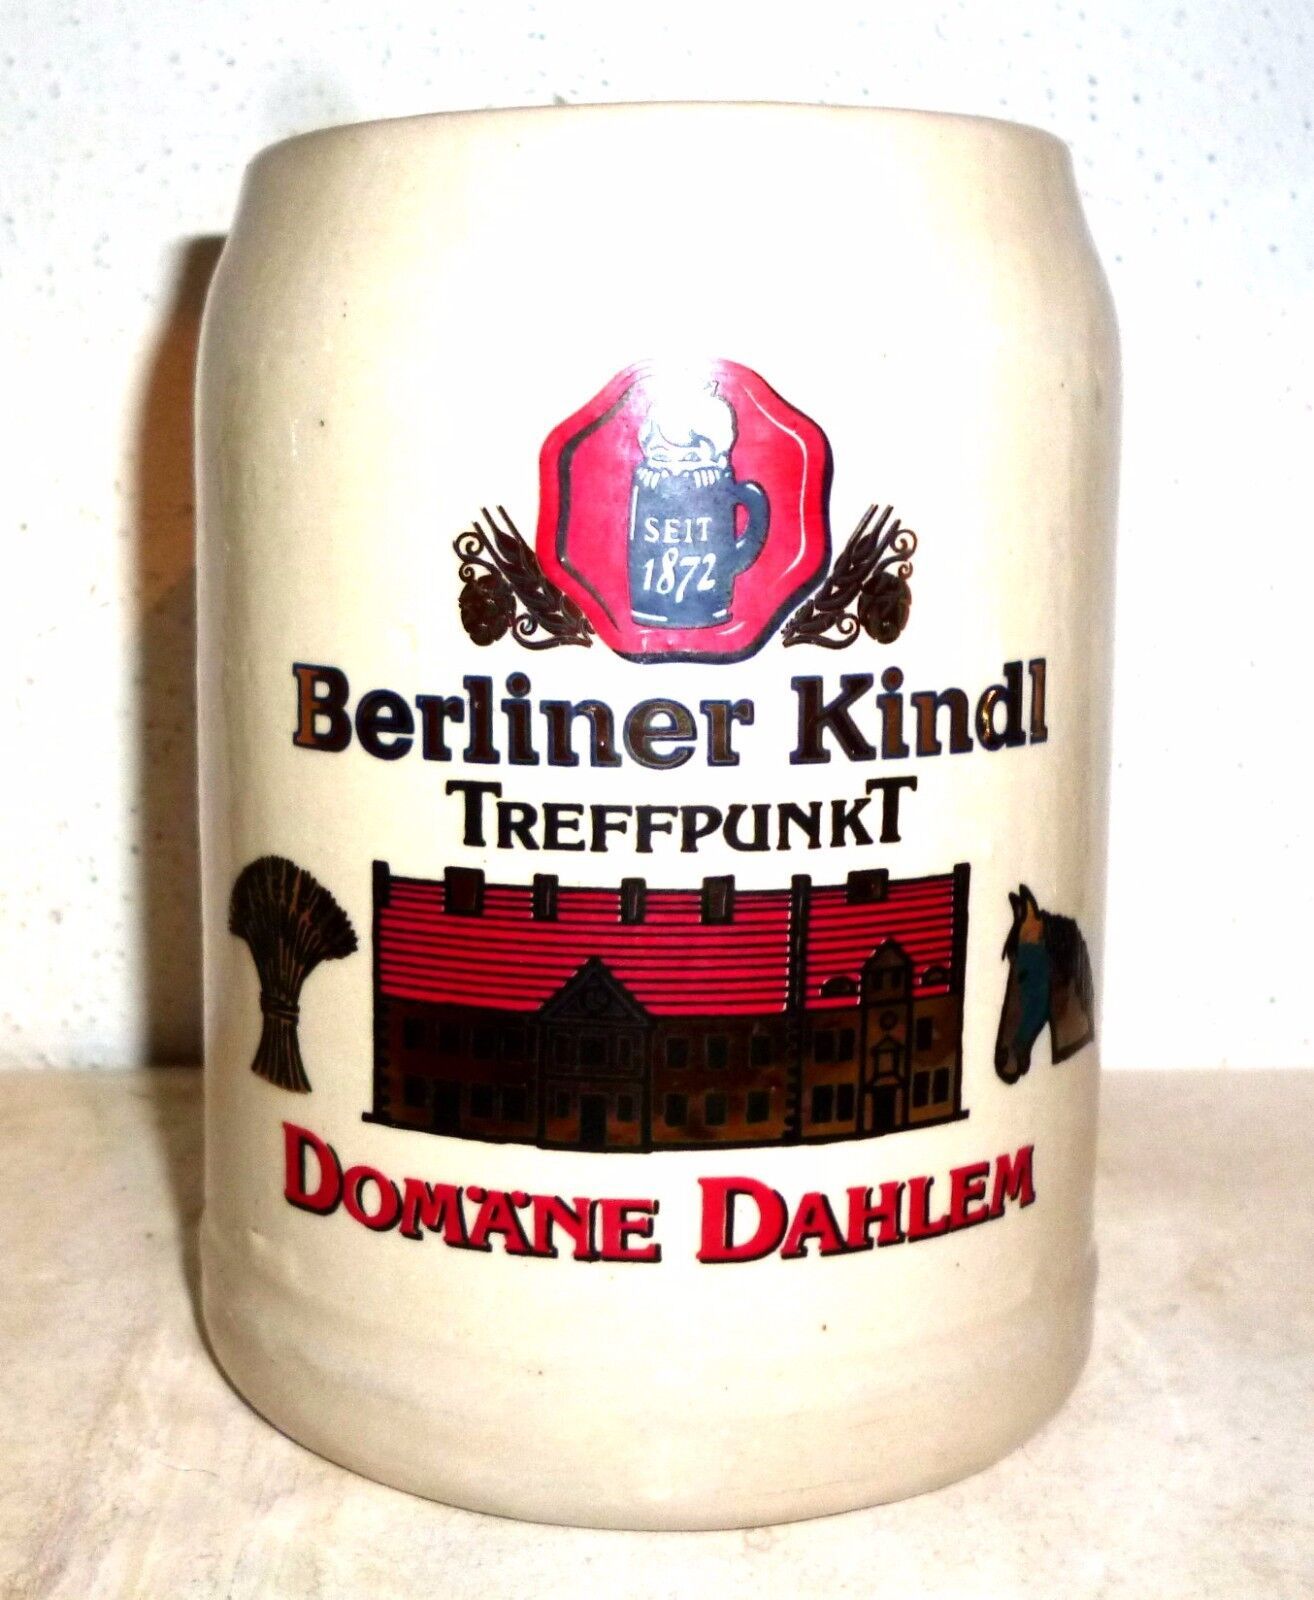 SEIT
1872
Berliner Kindl
TREFFPUNKT
DOMÄNE DAHLEM